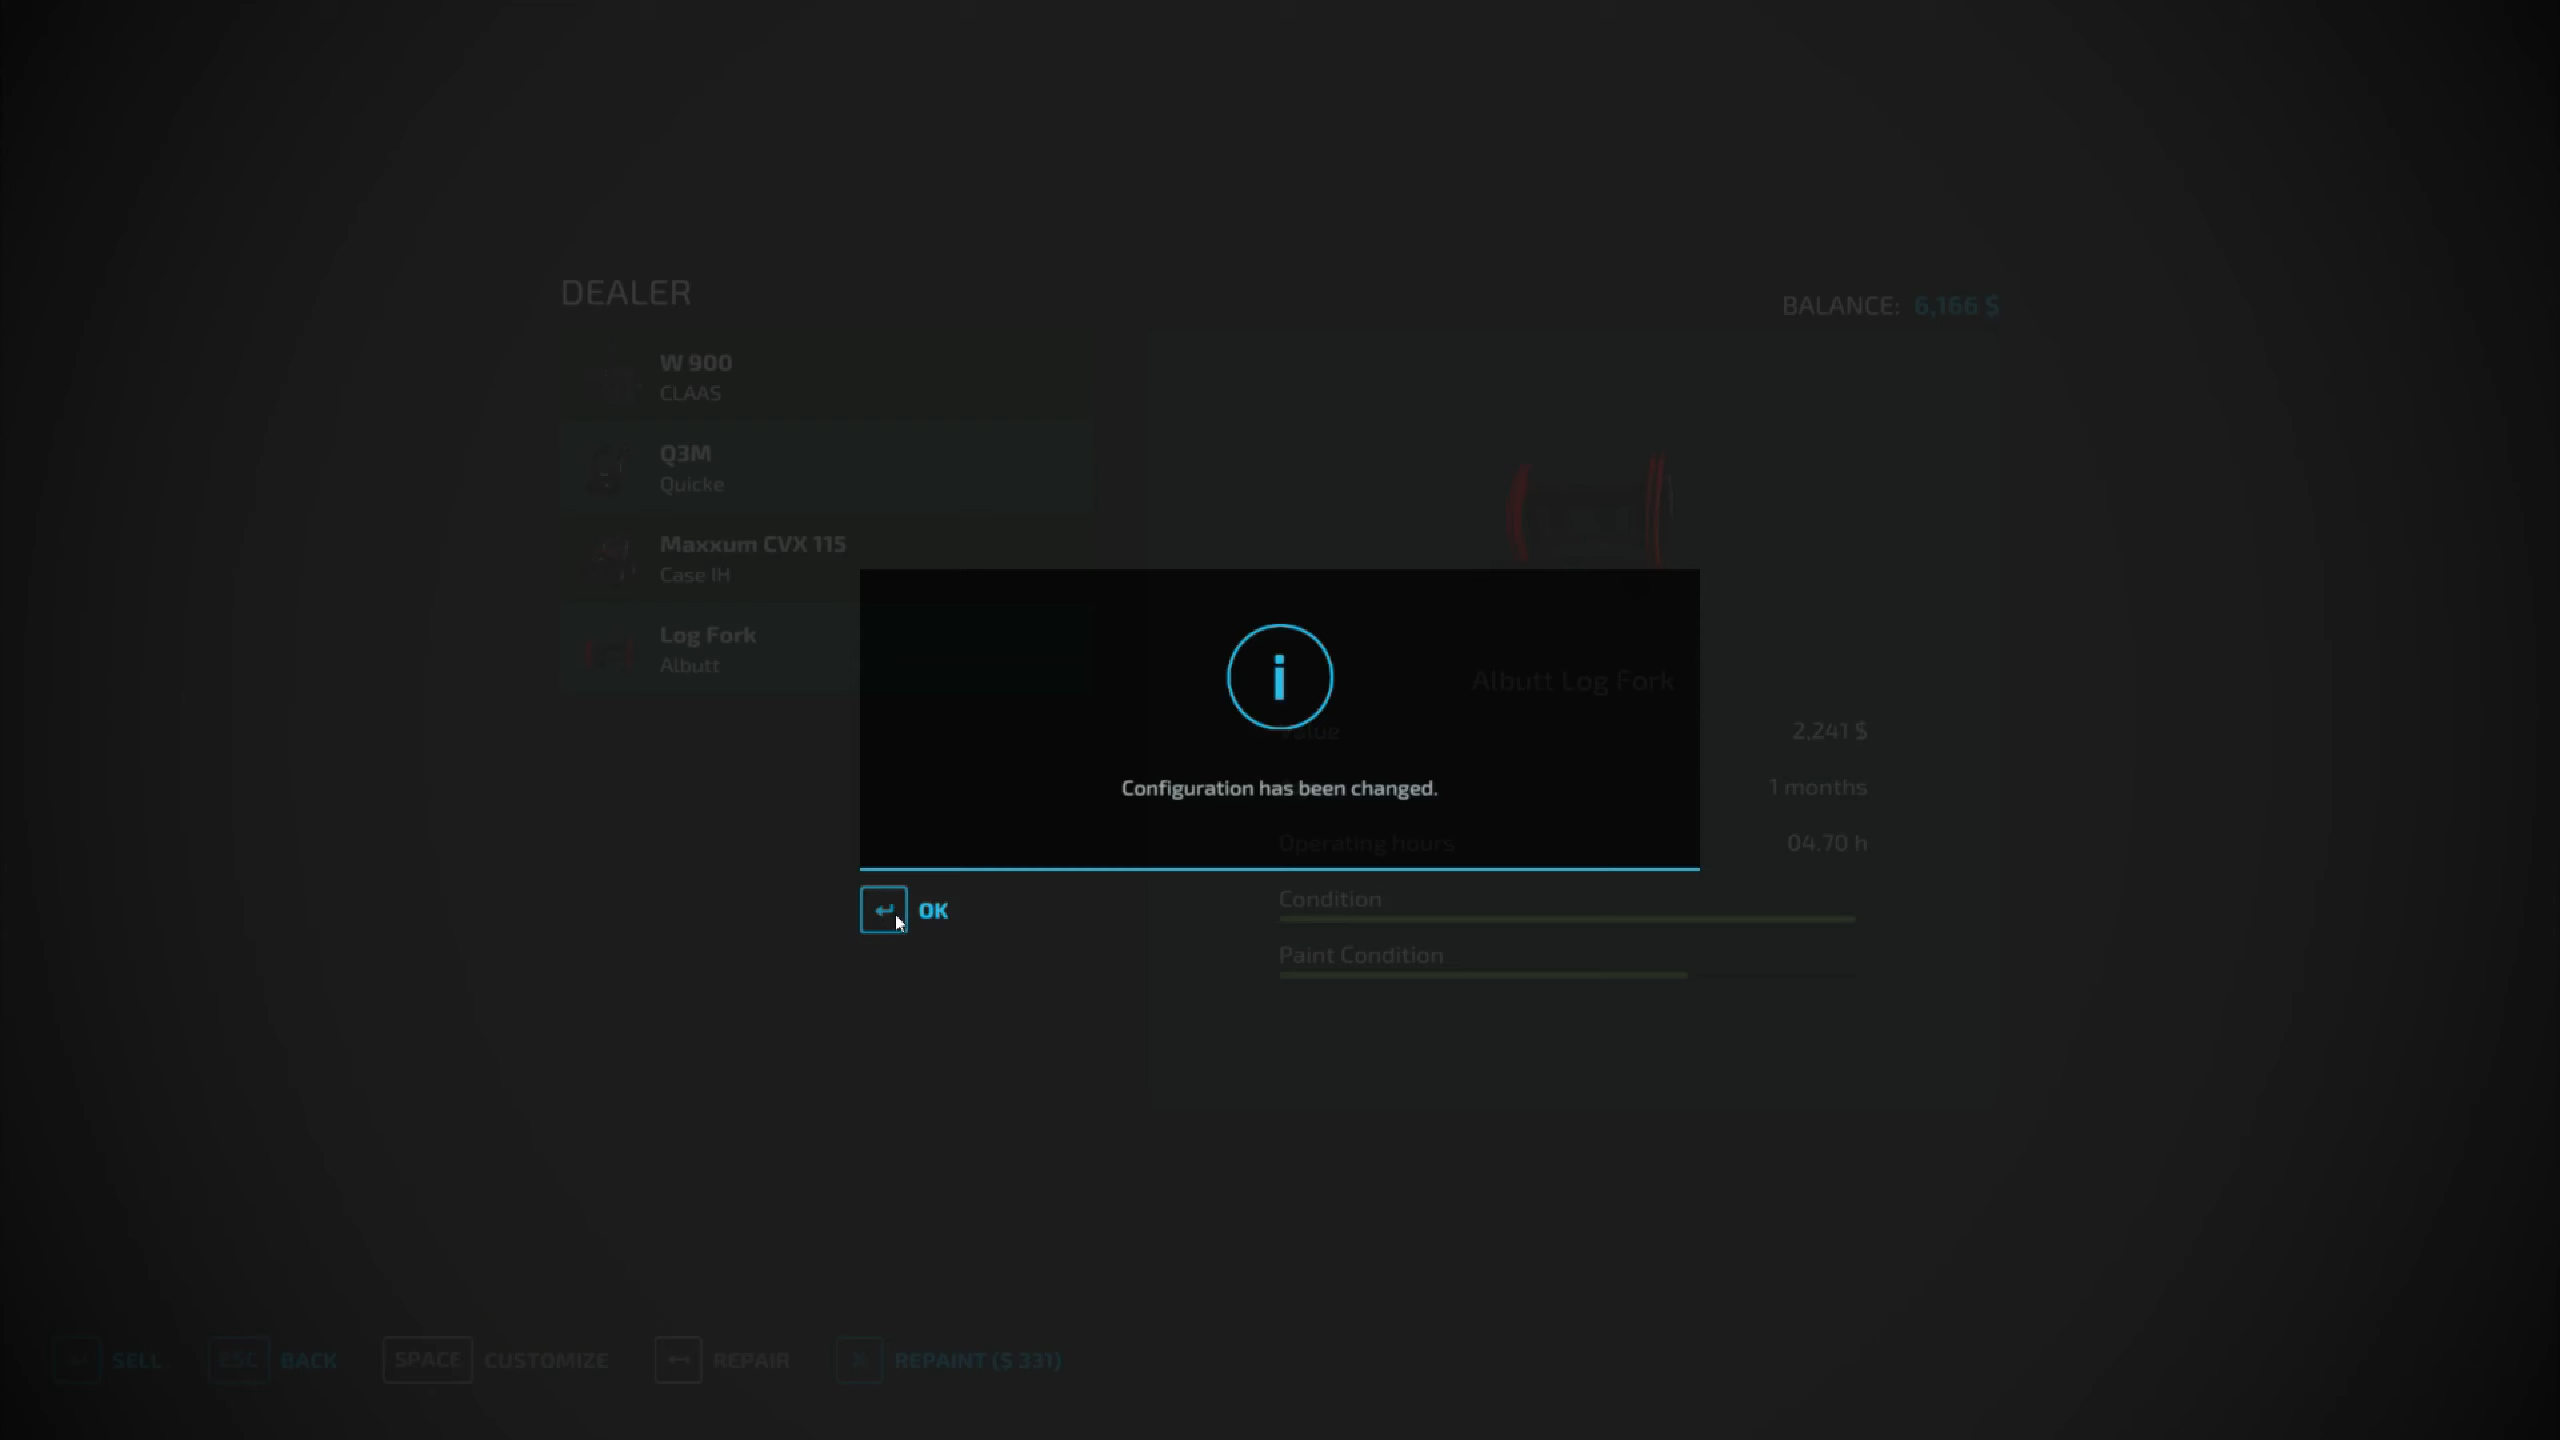 DEALER
BALANCE: 6,166 $
W 900
CLAAS
Q3M
Quicke
Maxxum CVX 115
Case IH
Log Fork
Albutt
i
Albutt Log Fork
Value 2,241 $
1 months
Configuration has been changed.
Operating hours 04.70 h
OK
Condition
Paint Condition
SELL ESC BACK SPACE CUSTOMIZE REPAIR X REPAINT ($ 331)